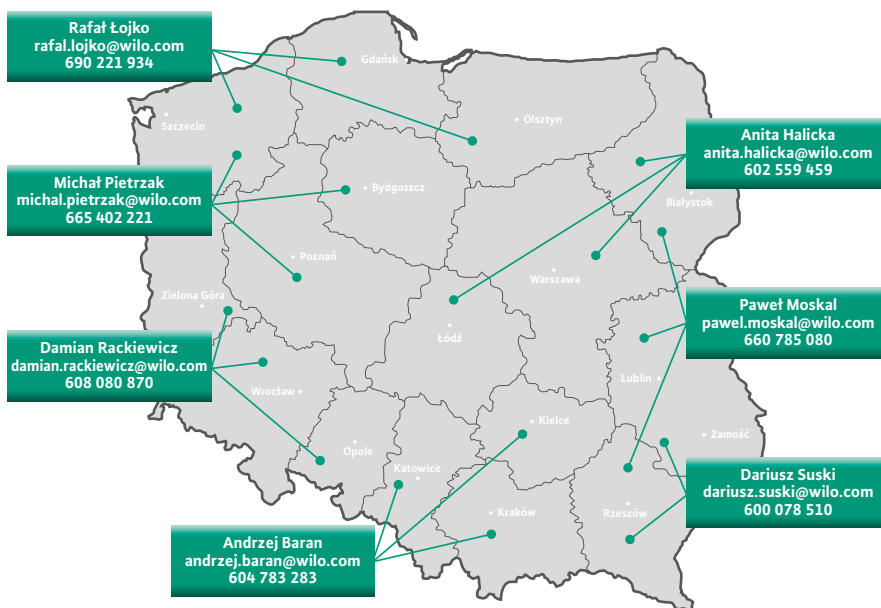 Rafał Łojko
rafal.lojko@wilo.com
690 221 934
Gdańsk
Szczecin
Olsztyn
Anita Halicka
anita.halicka@wilo.com
602 559 459
Michał Pietrzak
michal.pietrzak@wilo.com
665 402 221
Bydgoszcz
Białystok
Poznań
Warszawa
Zielona Góra
Paweł Moskal
pawel.moskal@wilo.com
660 785 080
Łódź
Damian Rackiewicz
damian.rackiewicz@wilo.com
608 080 870
Wrocław
Lublin
Kielce
Zamość
Opole
Katowice
Dariusz Suski
dariusz.suski@wilo.com
600 078 510
Kraków
Rzeszów
Andrzej Baran
andrzej.baran@wilo.com
604 783 283